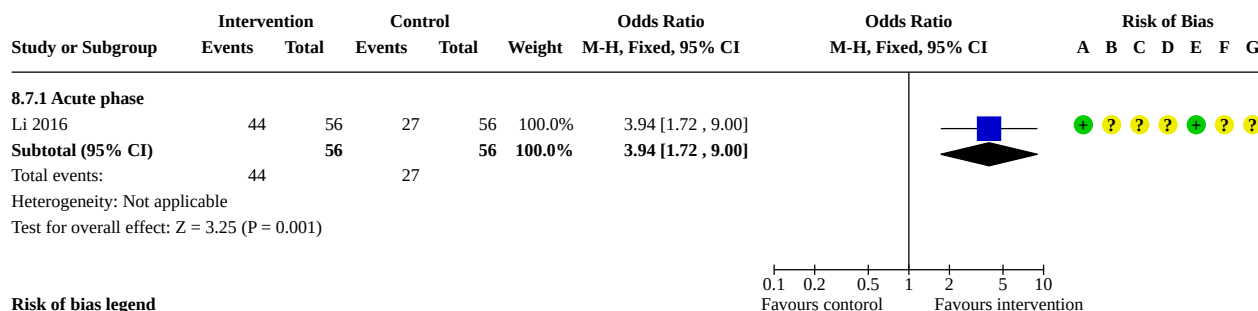 Intervention Control Odds Ratio Odds Ratio Risk of Bias
Study or Subgroup Events Total Events Total Weight M-H, Fixed, 95% CI M-H, Fixed, 95% CI A B C D E F G
8.7.1 Acute phase
Li 2016 44 56 27 56 100.0% 3.94 [1.72 , 9.00] + ? ? ? + ? ?
Subtotal (95% CI) 56 56 100.0% 3.94 [1.72 , 9.00]
Total events: 44 27
Heterogeneity: Not applicable
Test for overall effect: Z = 3.25 (P = 0.001)
0.1 0.2 0.5 1 2 5 10
Risk of bias legend Favours contorol Favours intervention